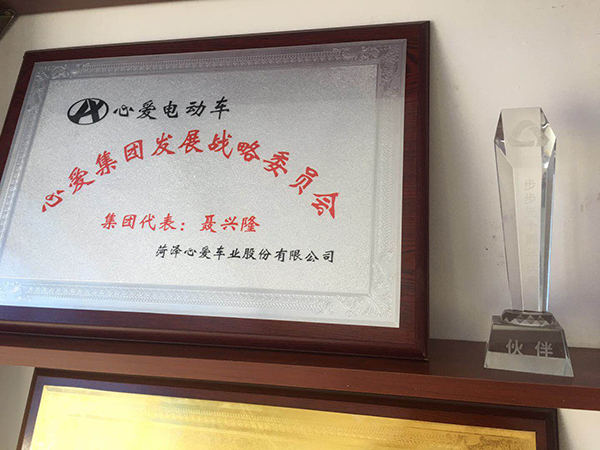 心爱电动车
心爱集团发展战略委员会
集团代表：聂兴隆
菏泽心爱车业股份有限公司
伙伴